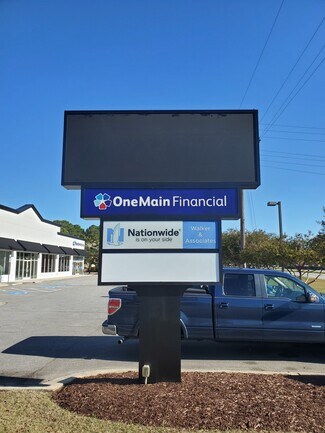 OneMain Financial
Nationwide®
is on your side
Walker
&
Associates